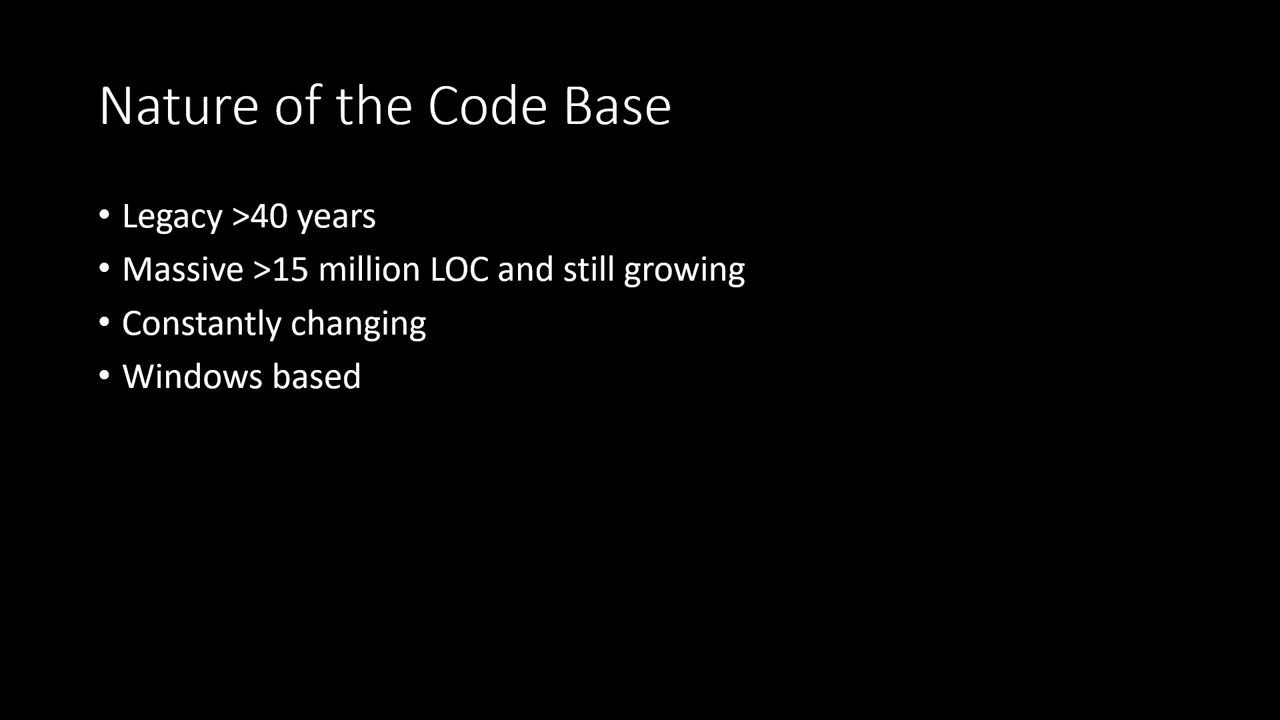 Nature of the Code Base
• Legacy >40 years
• Massive >15 million LOC and still growing
• Constantly changing
• Windows based